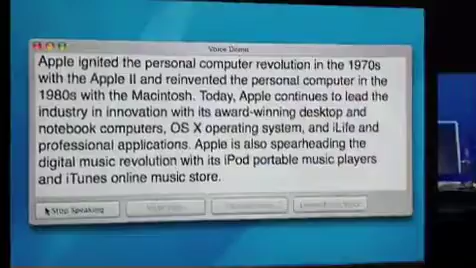 Voice Demo
Apple ignited the personal computer revolution in the 1970s
with the Apple II and reinvented the personal computer in the
1980s with the Macintosh. Today, Apple continues to lead the
industry in innovation with its award-winning desktop and
notebook computers, OS X operating system, and iLife and
professional applications. Apple is also spearheading the
digital music revolution with its iPod portable music players
and iTunes online music store.
Stop Speaking